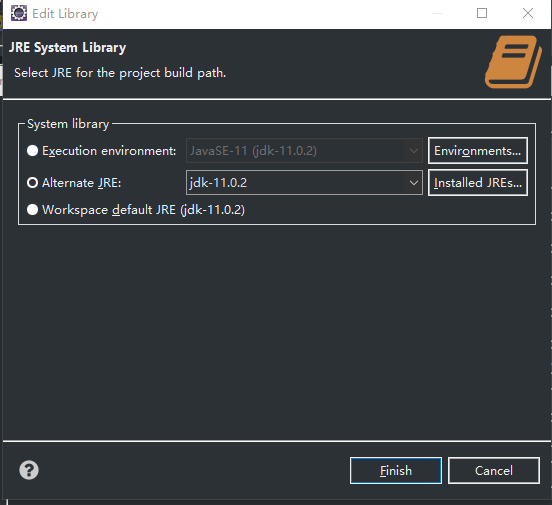 Edit Library
JRE System Library
Select JRE for the project build path.
System library
Execution environment: JavaSE-11 (jdk-11.0.2) Environments...
Alternate JRE: jdk-11.0.2 Installed JREs...
Workspace default JRE (jdk-11.0.2)
? Finish Cancel